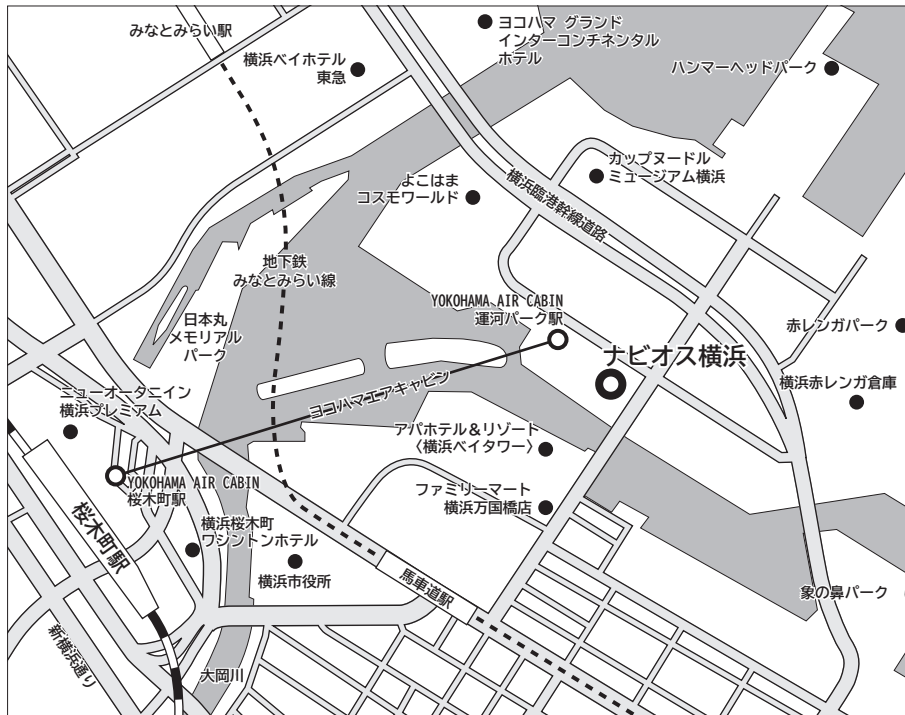 みなとみらい駅
ヨコハマ グランド
インターコンチネンタル
ホテル
横浜ベイホテル
東急
ハンマーヘッドパーク
カップヌードル
ミュージアム横浜
よこはま
コスモワールド
横浜臨港幹線道路
地下鉄
みなとみらい線
YOKOHAMA AIR CABIN
運河パーク駅
日本丸
メモリアル
パーク
赤レンガパーク
ナビオス横浜
ヨコハマエアキャビン
横浜赤レンガ倉庫
ニューオータニイン
横浜プレミアム
アパホテル&リゾート
〈横浜ベイタワー〉
YOKOHAMA AIR CABIN
桜木町駅
ファミリーマート
横浜万国橋店
桜木町駅
横浜桜木町
ワシントンホテル
横浜市役所
馬車道駅
象の鼻パーク
新横浜通り
大岡川